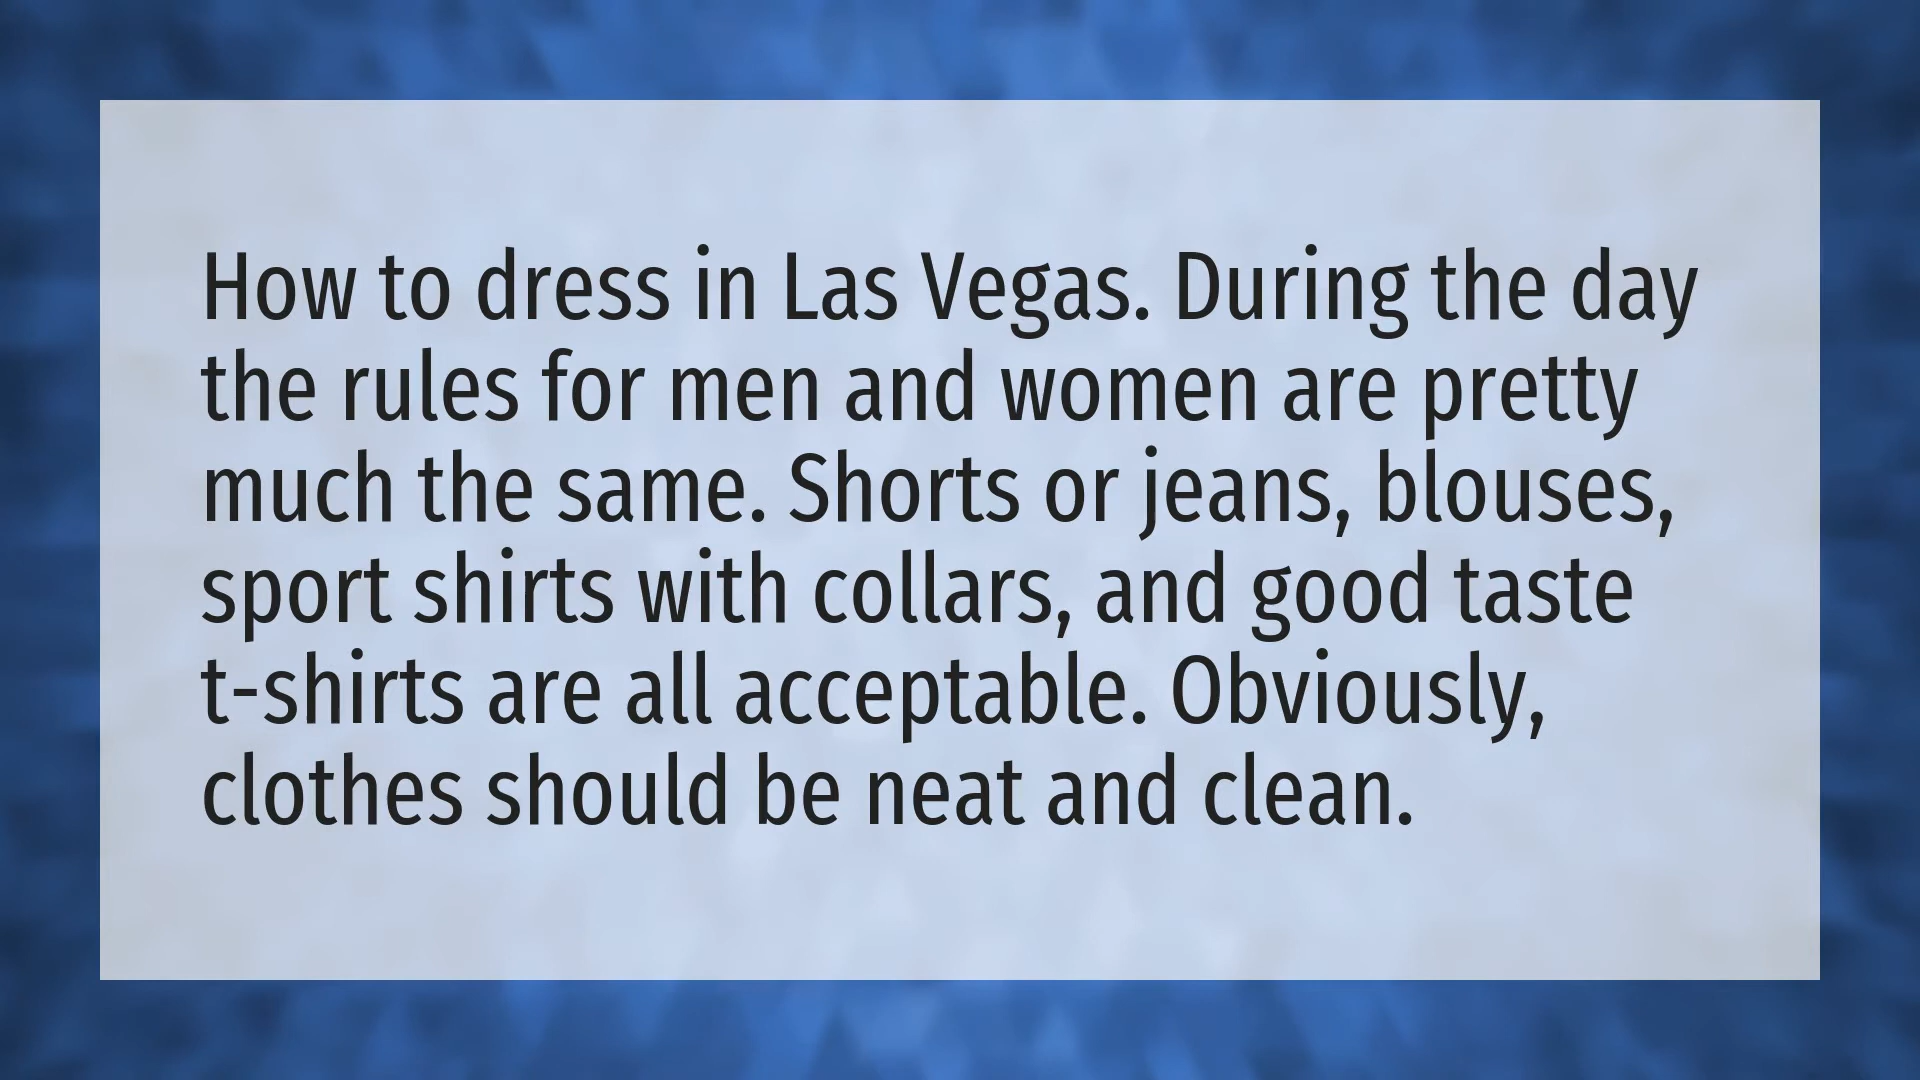 How to dress in Las Vegas. During the day
the rules for men and women are pretty
much the same. Shorts or jeans, blouses,
sport shirts with collars, and good taste
t-shirts are all acceptable. Obviously,
clothes should be neat and clean.